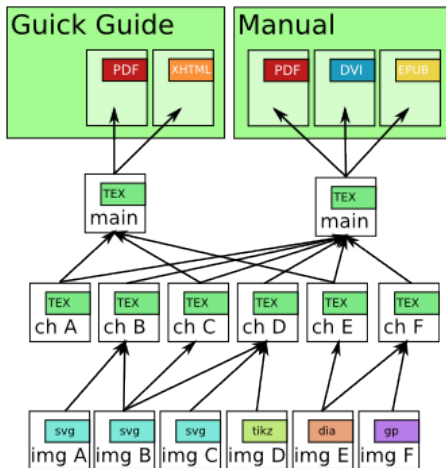 Guick Guide
Manual
PDF
XHTML
PDF
DVI
EPUB
TEX
main
TEX
main
TEX
ch A
TEX
ch B
TEX
ch C
TEX
ch D
TEX
ch E
TEX
ch F
svg
img A
svg
img B
svg
img C
tikz
img D
dia
img E
gp
img F